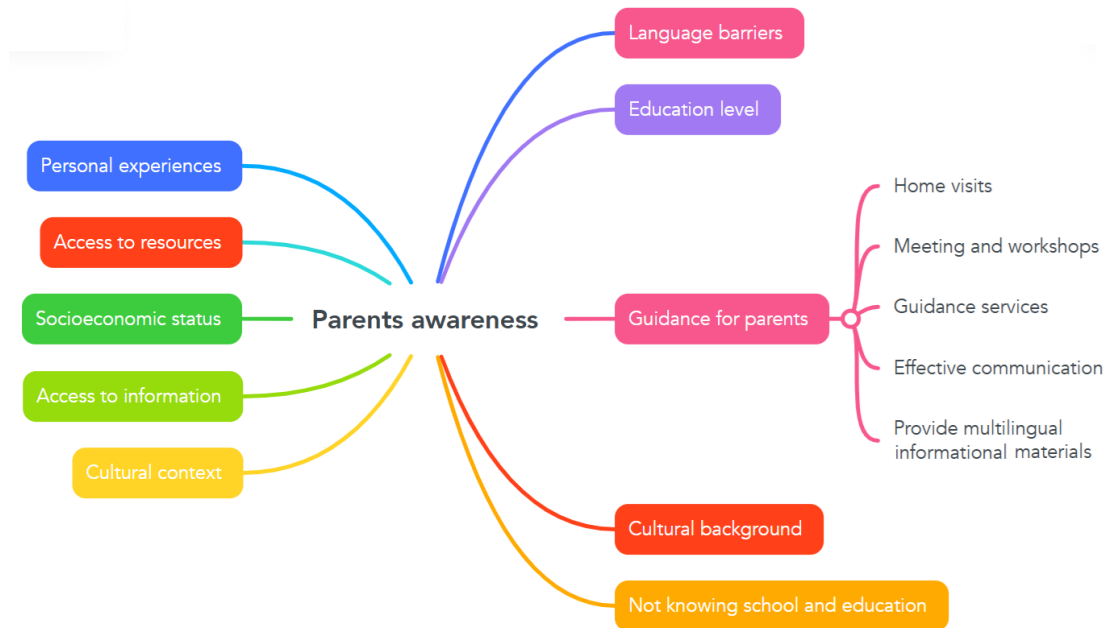 Language barriers
Education level
Personal experiences
Access to resources
Socioeconomic status
Access to information
Cultural context
Parents awareness
Guidance for parents
Home visits
Meeting and workshops
Guidance services
Effective communication
Provide multilingual
informational materials
Cultural background
Not knowing school and education